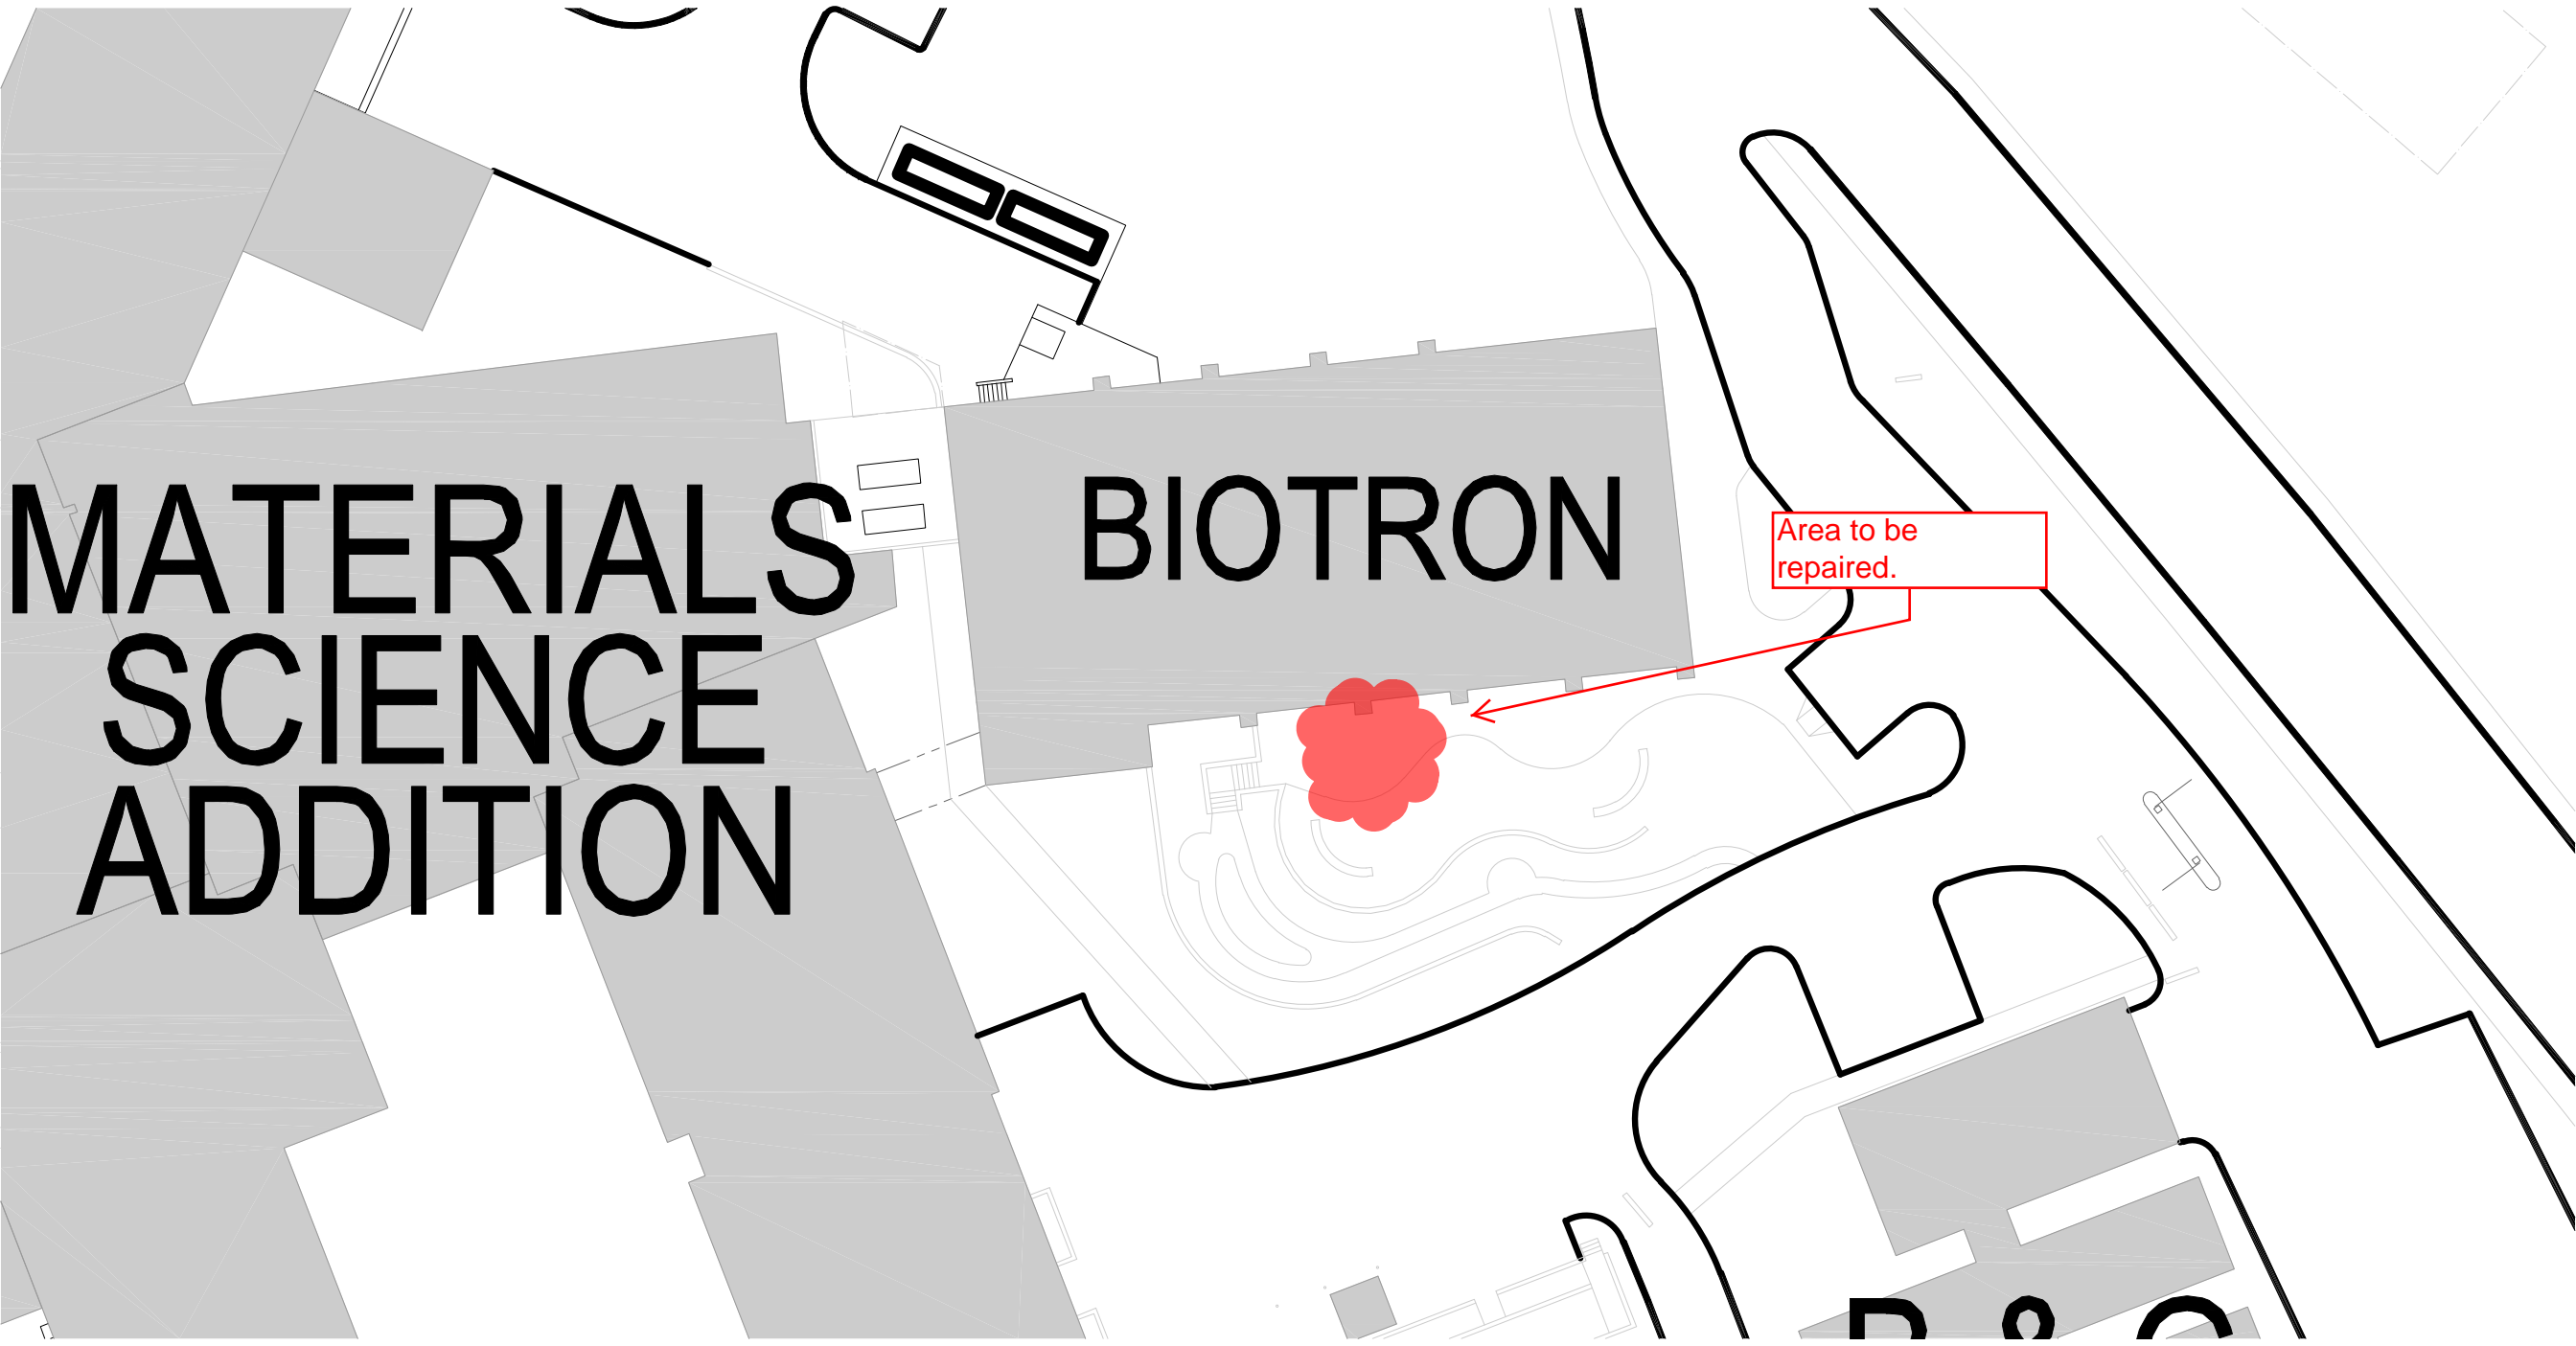 MATERIALS
SCIENCE
ADDITION
BIOTRON
Area to be
repaired.